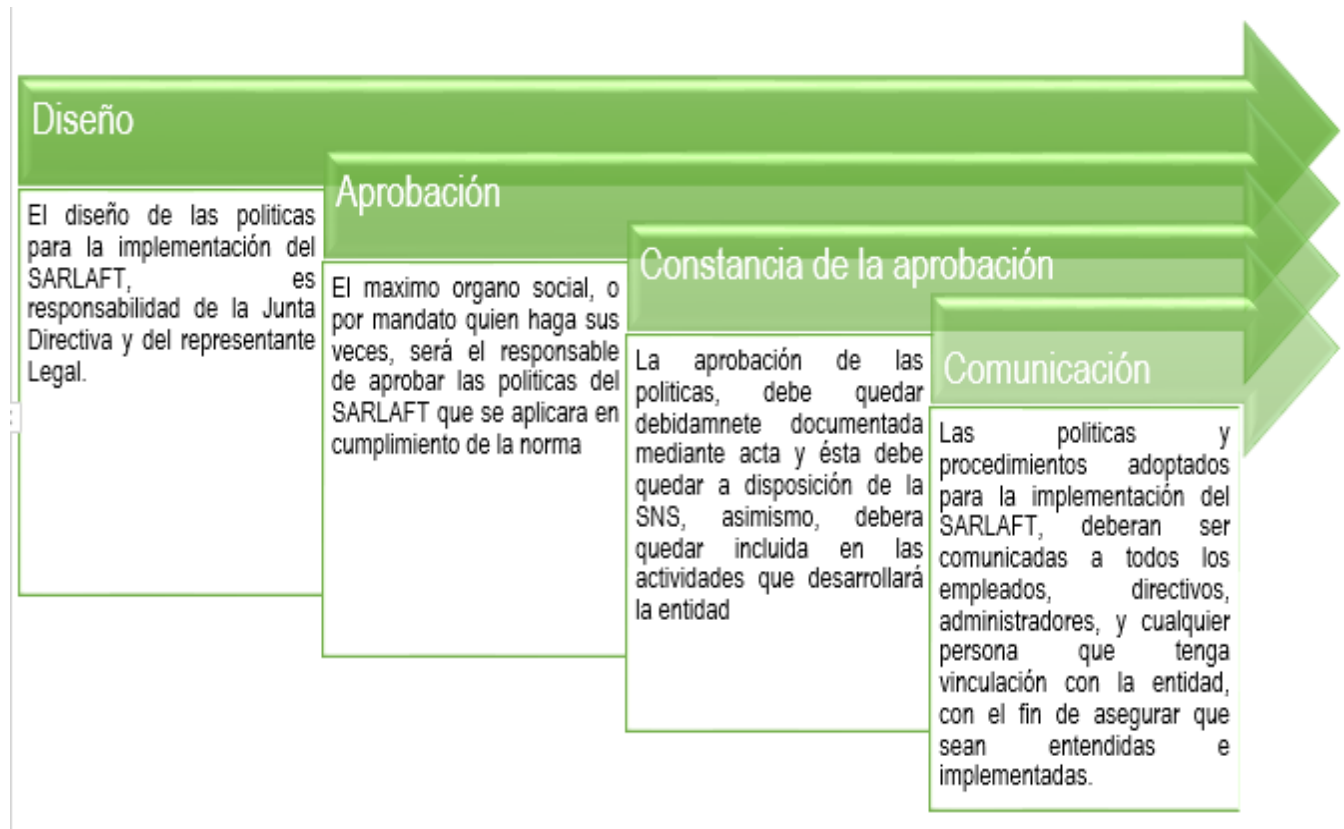 Diseño
El diseño de las politicas
para la implementación del
SARLAFT, es
responsabilidad de la Junta
Directiva y del representante
Legal.
Aprobación
El maximo organo social, o
por mandato quien haga sus
veces, será el responsable
de aprobar las politicas del
SARLAFT que se aplicara en
cumplimiento de la norma
Constancia de la aprobación
La aprobación de las
politicas, debe quedar
debidamnete documentada
mediante acta y ésta debe
quedar a disposición de la
SNS, asimismo, debera
quedar incluida en las
actividades que desarrollará
la entidad
Comunicación
Las politicas y
procedimientos adoptados
para la implementación del
SARLAFT, deberan ser
comunicadas a todos los
empleados, directivos,
administradores, y cualquier
persona que tenga
vinculación con la entidad,
con el fin de asegurar que
sean entendidas e
implementadas.